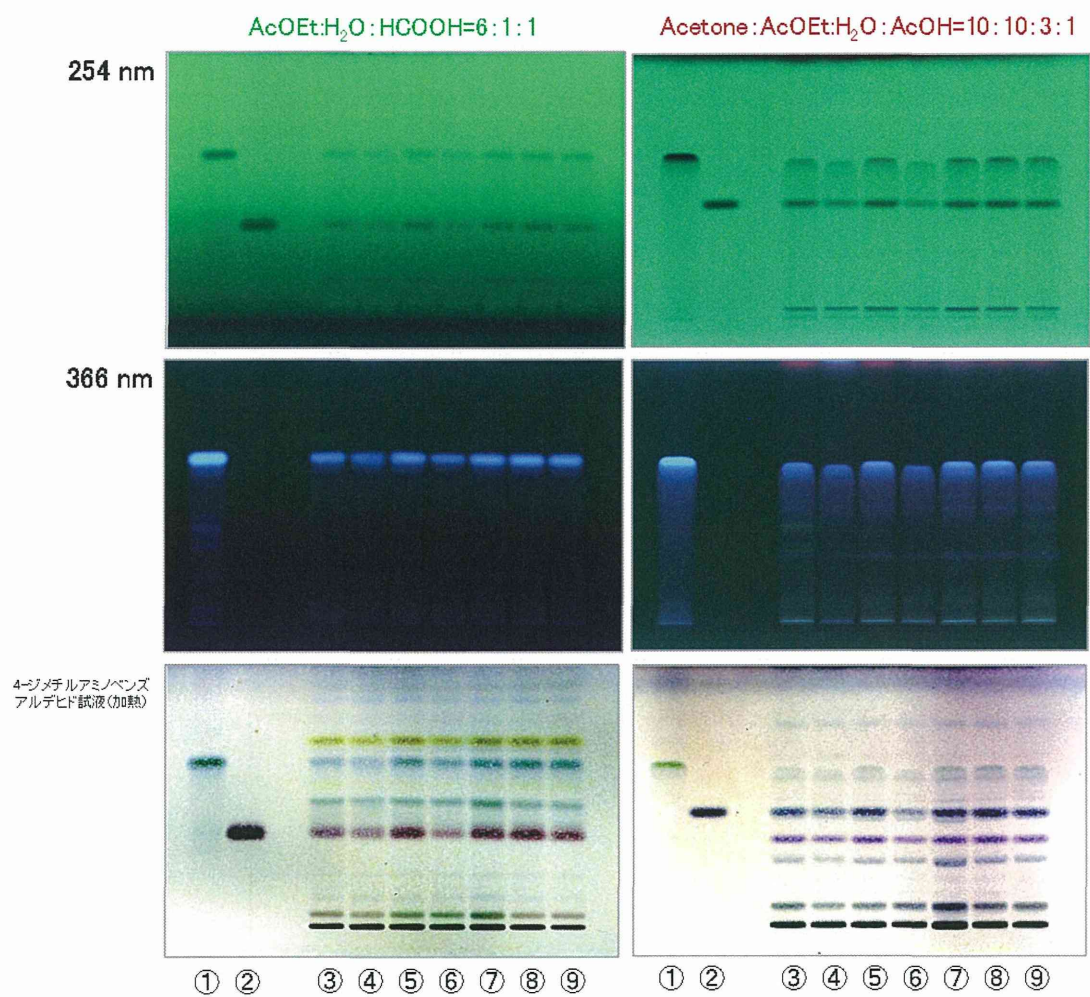 AcOEt:H₂O:HCOOH=6:1:1
Acetone:AcOEt:H₂O:AcOH=10:10:3:1
254 nm
366 nm
4-ジメチルアミノベンズ
アルデヒド試液(加熱)
① ② ③ ④ ⑤ ⑥ ⑦ ⑧ ⑨
① ② ③ ④ ⑤ ⑥ ⑦ ⑧ ⑨